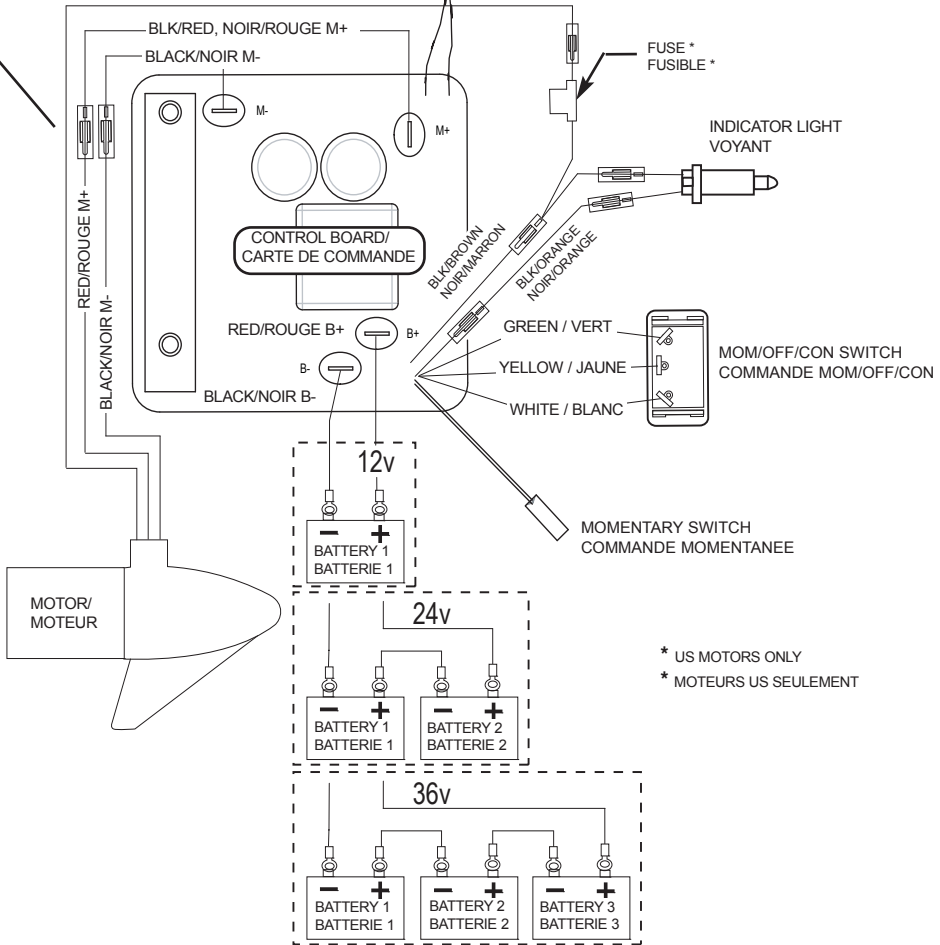 BLK/RED, NOIR/ROUGE M+
BLACK/NOIR M-
M-
M+
FUSE *
FUSIBLE *
INDICATOR LIGHT
VOYANT
RED/ROUGE M+
BLACK/NOIR M-
CONTROL BOARD/
CARTE DE COMMANDE
BLK/BROWN
NOIR/MARRON
BLK/ORANGE
NOIR/ORANGE
RED/ROUGE B+
B+
B-
BLACK/NOIR B-
GREEN / VERT
YELLOW / JAUNE
WHITE / BLANC
MOM/OFF/CON SWITCH
COMMANDE MOM/OFF/CON
MOMENTARY SWITCH
COMMANDE MOMENTANEE
12v
BATTERY 1
BATTERIE 1
MOTOR/
MOTEUR
24v
BATTERY 1
BATTERIE 1
BATTERY 2
BATTERIE 2
* US MOTORS ONLY
* MOTEURS US SEULEMENT
36v
BATTERY 1
BATTERIE 1
BATTERY 2
BATTERIE 2
BATTERY 3
BATTERIE 3